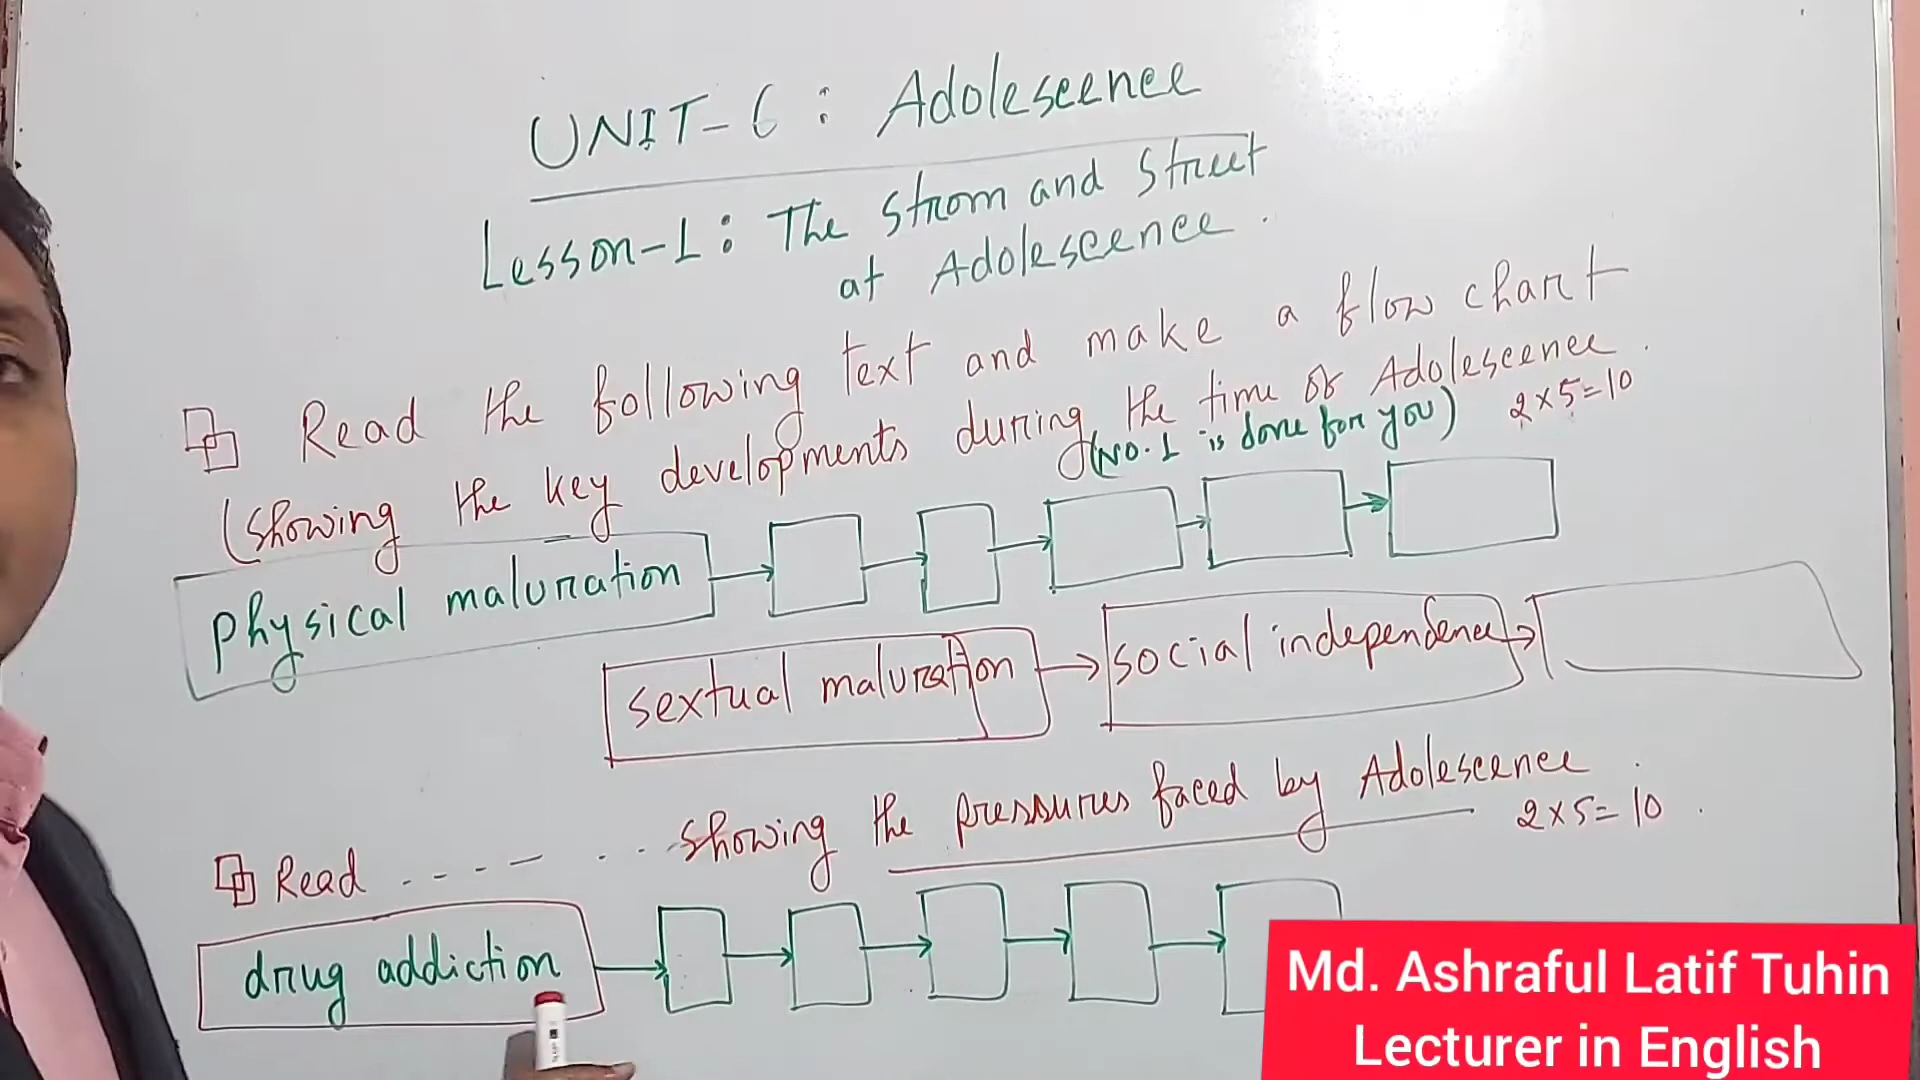 UNIT-6: Adolescence
Lesson-1: The Strom and Street
at Adolescence.
Read the following text and make a flow chart
(showing the key developments during the time of Adolescence.
(No. 1 is done for you) 2×5=10
physical maluration
sextual maluration social independence
Read .... - - ... showing the pressures faced by Adolescence.
2×5=10.
drug addiction
Md. Ashraful Latif Tuhin
Lecturer in English